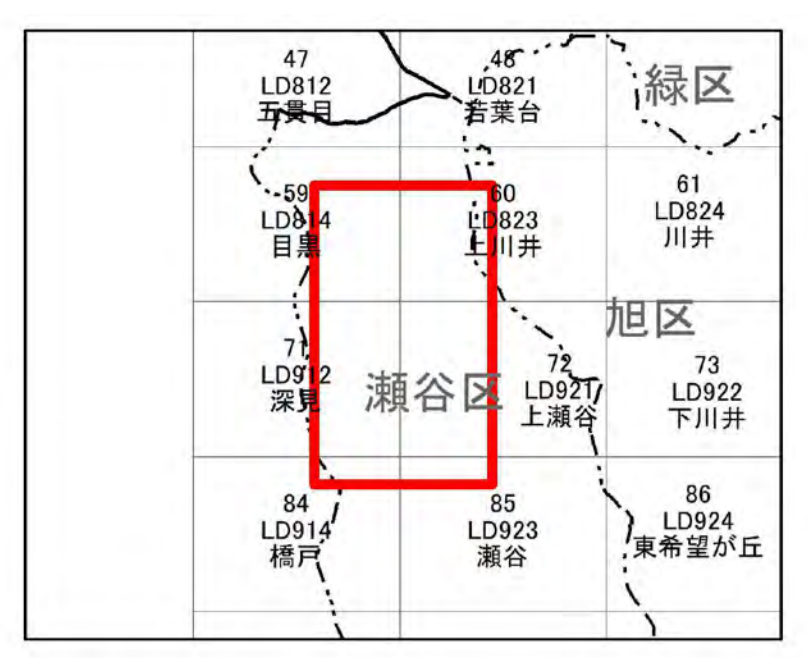 47
LD812
五貫目
48
LD821
若葉台
緑区
59
LD814
目黒
60
LD823
上川井
61
LD824
川井
旭区
71
LD912
深見
瀬谷区
72
LD921
上瀬谷
73
LD922
下川井
84
LD914
橋戸
85
LD923
瀬谷
86
LD924
東希望が丘